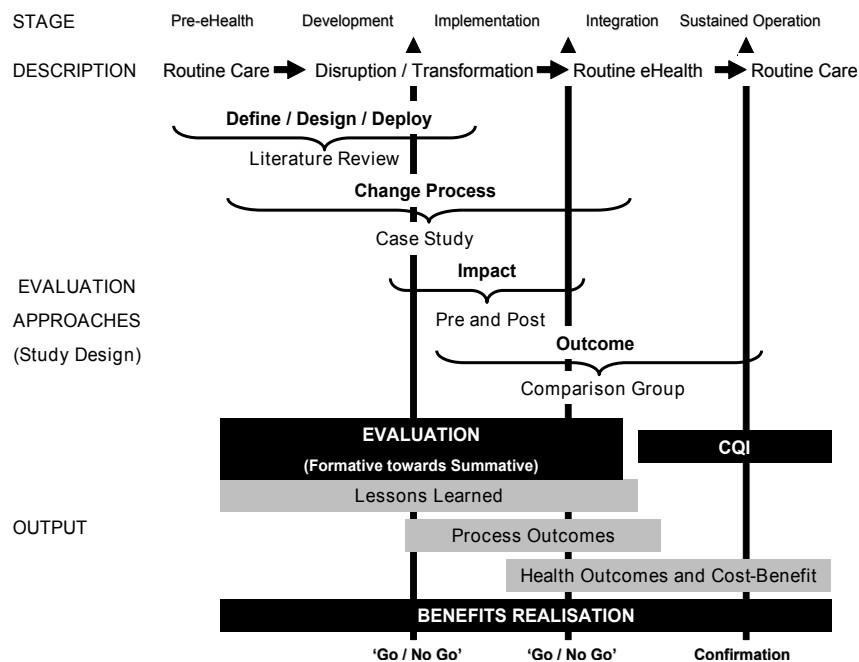 STAGE Pre-eHealth Development Implementation Integration Sustained Operation
DESCRIPTION Routine Care Disruption / Transformation Routine eHealth Routine Care
Define / Design / Deploy
Literature Review
Change Process
Case Study
Impact
EVALUATION
APPROACHES
(Study Design)
Pre and Post
Outcome
Comparison Group
EVALUATION
(Formative towards Summative)
CQI
Lessons Learned
OUTPUT
Process Outcomes
Health Outcomes and Cost-Benefit
BENEFITS REALISATION
‘Go / No Go’ ‘Go / No Go’ Confirmation